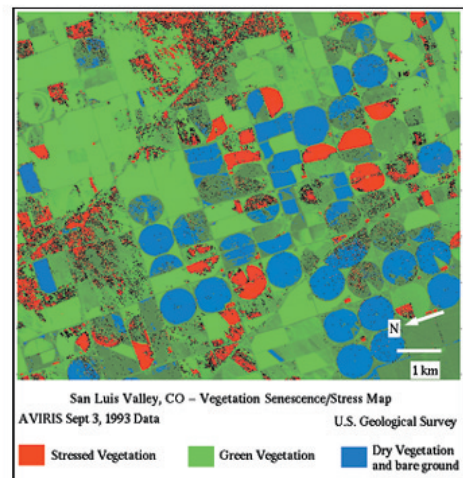 N
1 km
San Luis Valley, CO – Vegetation Senescence/Stress Map
AVIRIS Sept 3, 1993 Data
U.S. Geological Survey
Stressed Vegetation
Green Vegetation
Dry Vegetation
and bare ground